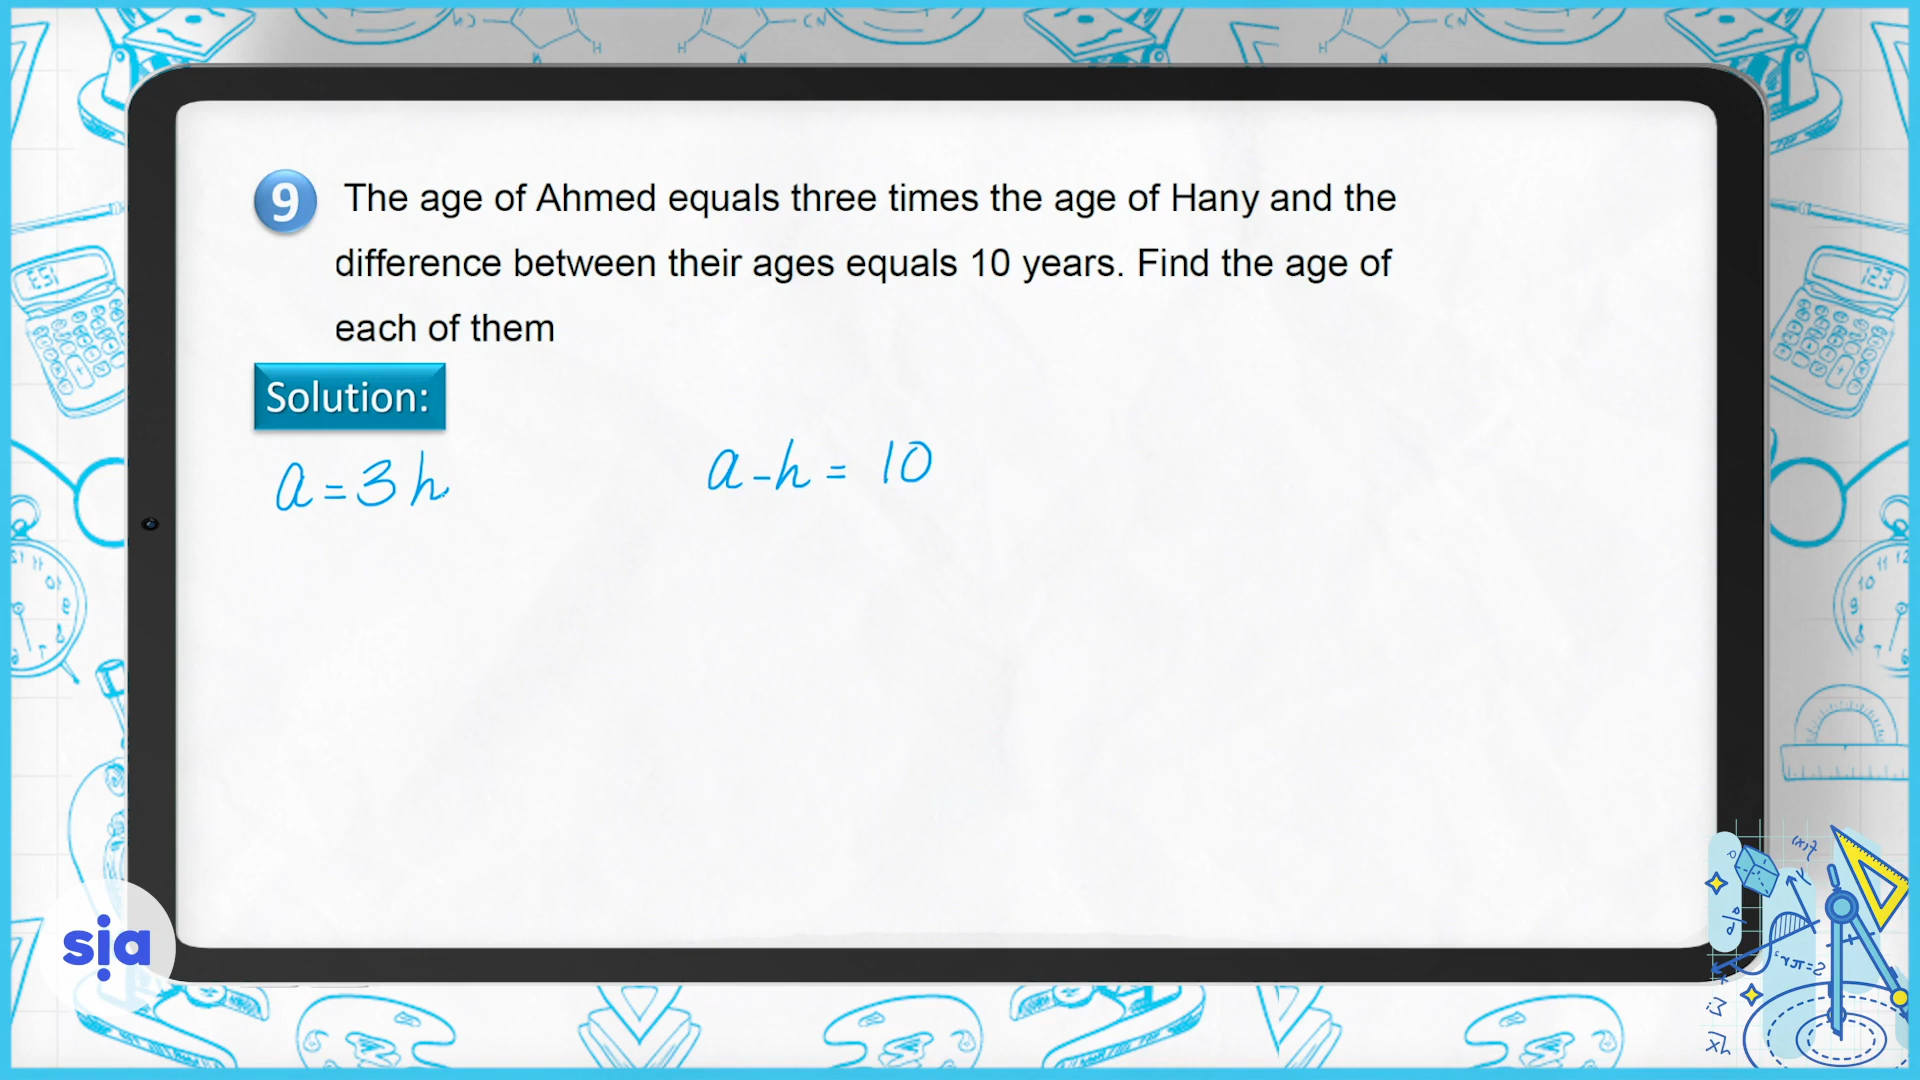 9 The age of Ahmed equals three times the age of Hany and the
difference between their ages equals 10 years. Find the age of
each of them
Solution:
a = 3h
a - h = 10
sia